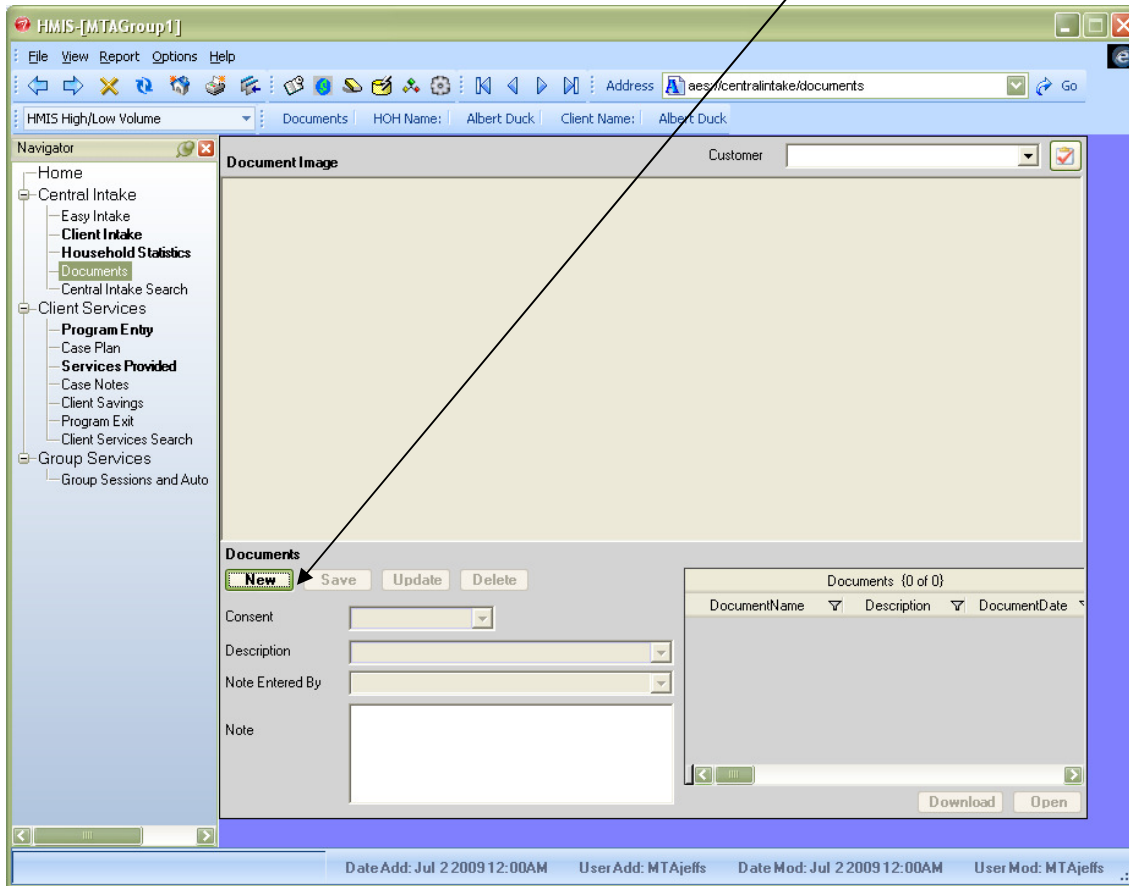 HMIS-[MTAGroup1]
File View Report Options Help
Address aes://centralintake/documents Go
HMIS High/Low Volume Documents HOH Name: Albert Duck Client Name: Albert Duck
Navigator
Home
Central Intake
Easy Intake
Client Intake
Household Statistics
Documents
Central Intake Search
Client Services
Program Entry
Case Plan
Services Provided
Case Notes
Client Savings
Program Exit
Client Services Search
Group Services
Group Sessions and Auto
Document Image Customer
Documents
New Save Update Delete
Consent
Description
Note Entered By
Note
Documents {0 of 0}
DocumentName Description DocumentDate
Download Open
DateAdd: Jul 2 2009 12:00AM UserAdd: MTAjeffs Date Mod: Jul 2 2009 12:00AM User Mod: MTAjeffs